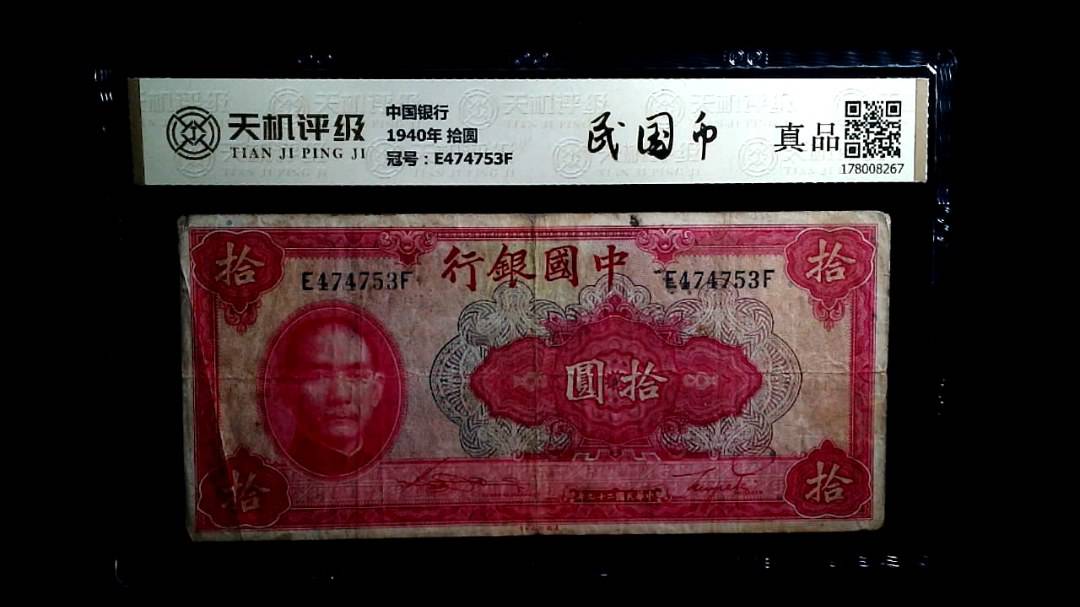 天机评级
TIAN JI PING JI
中国银行
1940年 拾圆
冠号：E474753F
民国币
真品
178008267
拾
行銀國中
拾
E474753F
E474753F
圓拾
拾
拾